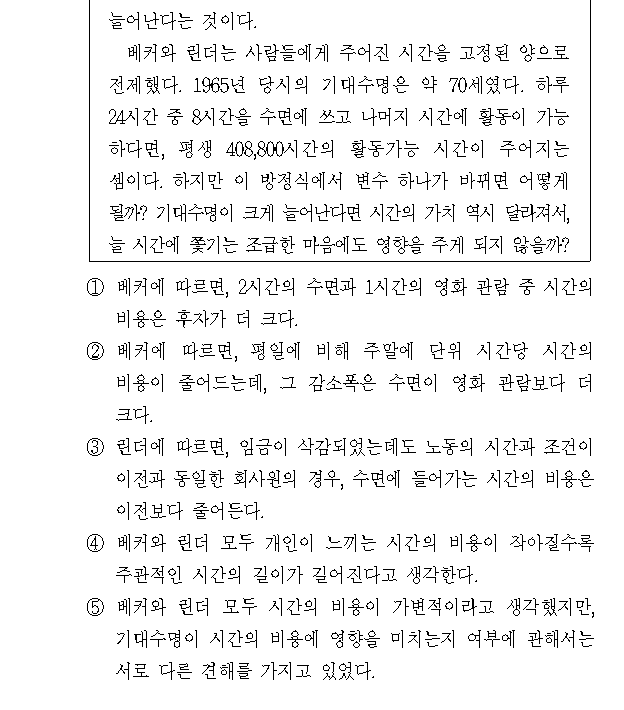 늘어난다는 것이다.
베커와 린더는 사람들에게 주어진 시간을 고정된 양으로
전제했다. 1965년 당시의 기대수명은 약 70세였다. 하루
24시간 중 8시간을 수면에 쓰고 나머지 시간에 활동이 가능
하다면, 평생 408,800시간의 활동가능 시간이 주어지는
셈이다. 하지만 이 방정식에서 변수 하나가 바뀌면 어떻게
될까? 기대수명이 크게 늘어난다면 시간의 가치 역시 달라져서,
늘 시간에 쫓기는 조급한 마음에도 영향을 주게 되지 않을까?
① 베커에 따르면, 2시간의 수면과 1시간의 영화 관람 중 시간의
비용은 후자가 더 크다.
② 베커에 따르면, 평일에 비해 주말에 단위 시간당 시간의
비용이 줄어드는데, 그 감소폭은 수면이 영화 관람보다 더
크다.
③ 린더에 따르면, 임금이 삭감되었는데도 노동의 시간과 조건이
이전과 동일한 회사원의 경우, 수면에 들어가는 시간의 비용은
이전보다 줄어든다.
④ 베커와 린더 모두 개인이 느끼는 시간의 비용이 작아질수록
주관적인 시간의 길이가 길어진다고 생각한다.
⑤ 베커와 린더 모두 시간의 비용이 가변적이라고 생각했지만,
기대수명이 시간의 비용에 영향을 미치는지 여부에 관해서는
서로 다른 견해를 가지고 있었다.